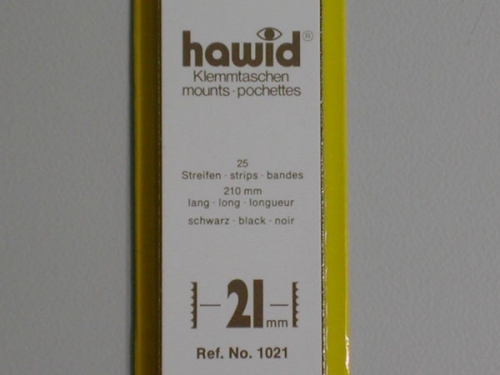 hawid®
Klemmtaschen
mounts · pochettes
25
Streifen · strips · bandes
210 mm
lang · long · longueur
schwarz · black · noir
21 mm
Ref. No. 1021